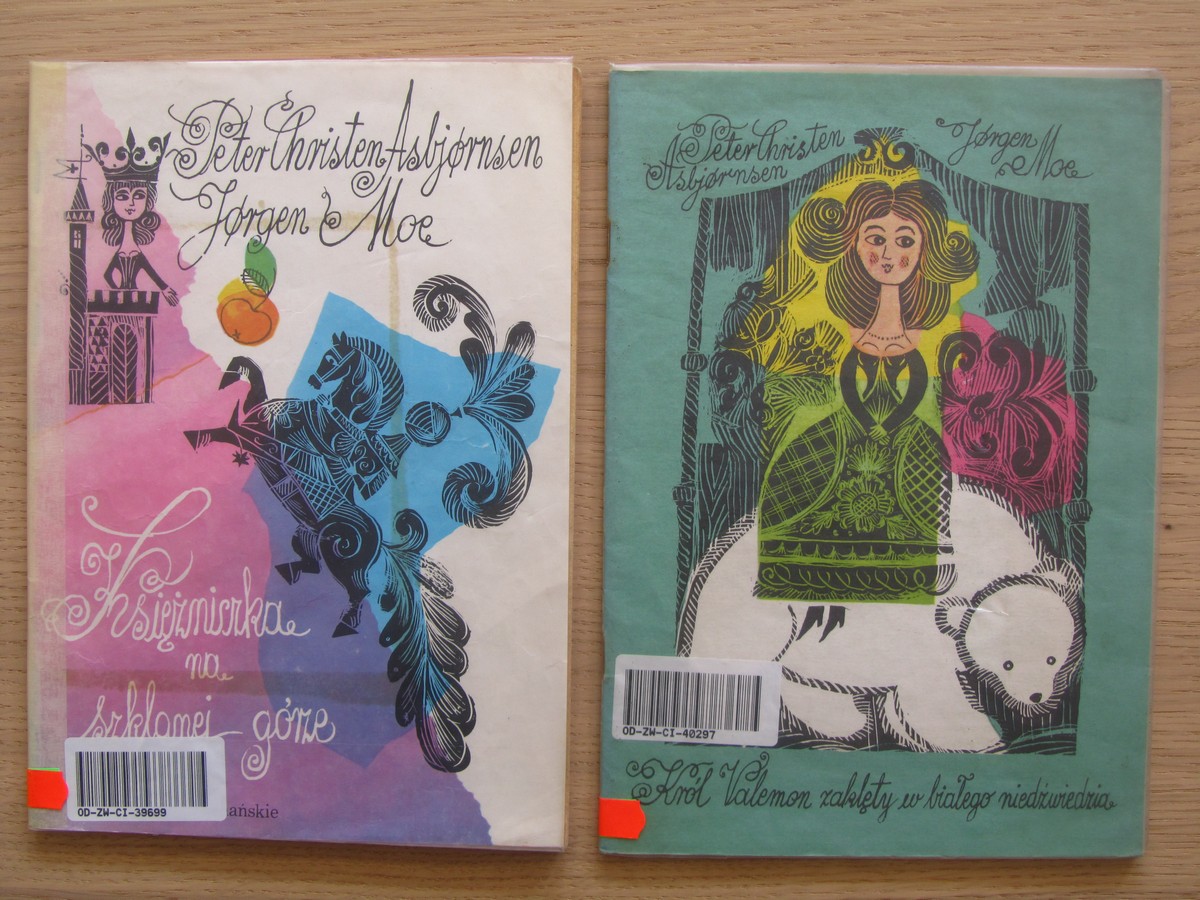 Peter Christen Asbjørnsen
Jørgen Moe
Księżniczka
na
szklanej górze
OD-ZW-CI-39699
ańskie
Peter Christen
Asbjørnsen
Jørgen
Moe
OD-ZW-CI-40297
Król Valemon zaklęty w białego niedźwiedzia